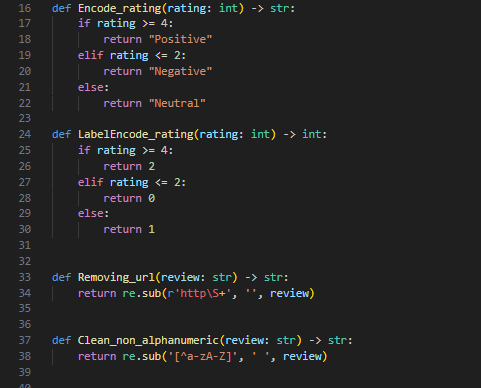 16 def Encode_rating(rating: int) -> str:
17     if rating >= 4:
18         return "Positive"
19     elif rating <= 2:
20         return "Negative"
21     else:
22         return "Neutral"
23
24 def LabelEncode_rating(rating: int) -> int:
25     if rating >= 4:
26         return 2
27     elif rating <= 2:
28         return 0
29     else:
30         return 1
31
32
33 def Removing_url(review: str) -> str:
34     return re.sub(r'http\S+', '', review)
35
36
37 def Clean_non_alphanumeric(review: str) -> str:
38     return re.sub('[^a-zA-Z]', ' ', review)
39